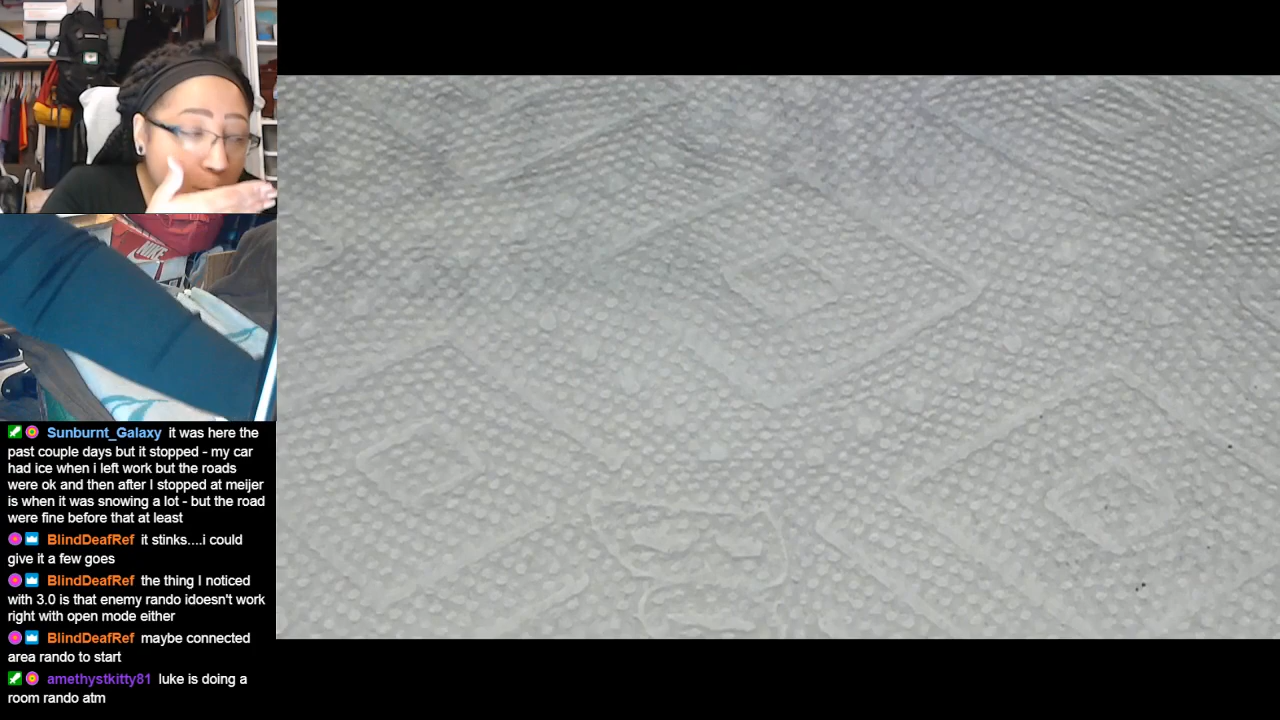 NIKE
Sunburnt_Galaxy it was here the
past couple days but it stopped - my car
had ice when i left work but the roads
were ok and then after I stopped at meijer
is when it was snowing a lot - but the road
were fine before that at least
BlindDeafRef it stinks....i could
give it a few goes
BlindDeafRef the thing I noticed
with 3.0 is that enemy rando idoesn't work
right with open mode either
BlindDeafRef maybe connected
area rando to start
amethystkitty81 luke is doing a
room rando atm